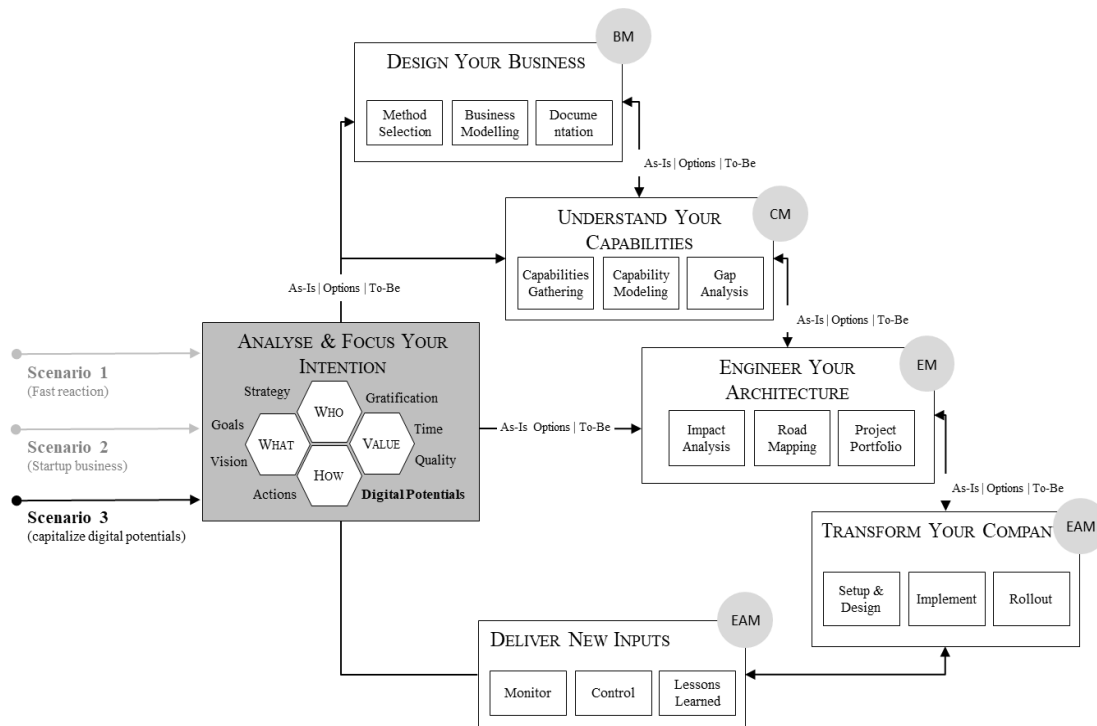 BM
DESIGN YOUR BUSINESS
Method
Selection
Business
Modelling
Docume
ntation
As-Is | Options | To-Be
CM
UNDERSTAND YOUR
CAPABILITIES
Capabilities
Gathering
Capability
Modeling
Gap
Analysis
As-Is | Options | To-Be
As-Is | Options | To-Be
EM
ENGINEER YOUR
ARCHITECTURE
Impact
Analysis
Road
Mapping
Project
Portfolio
As-Is Options | To-Be
As-Is | Options | To-Be
ANALYSE & FOCUS YOUR
INTENTION
Strategy
WHO
Gratification
Goals
WHAT
VALUE
Time
Vision
Quality
HOW
Actions
Digital Potentials
Scenario 1
(Fast reaction)
Scenario 2
(Startup business)
Scenario 3
(capitalize digital potentials)
EAM
TRANSFORM YOUR COMPAN
Setup &
Design
Implement
Rollout
EAM
DELIVER NEW INPUTS
Monitor
Control
Lessons
Learned